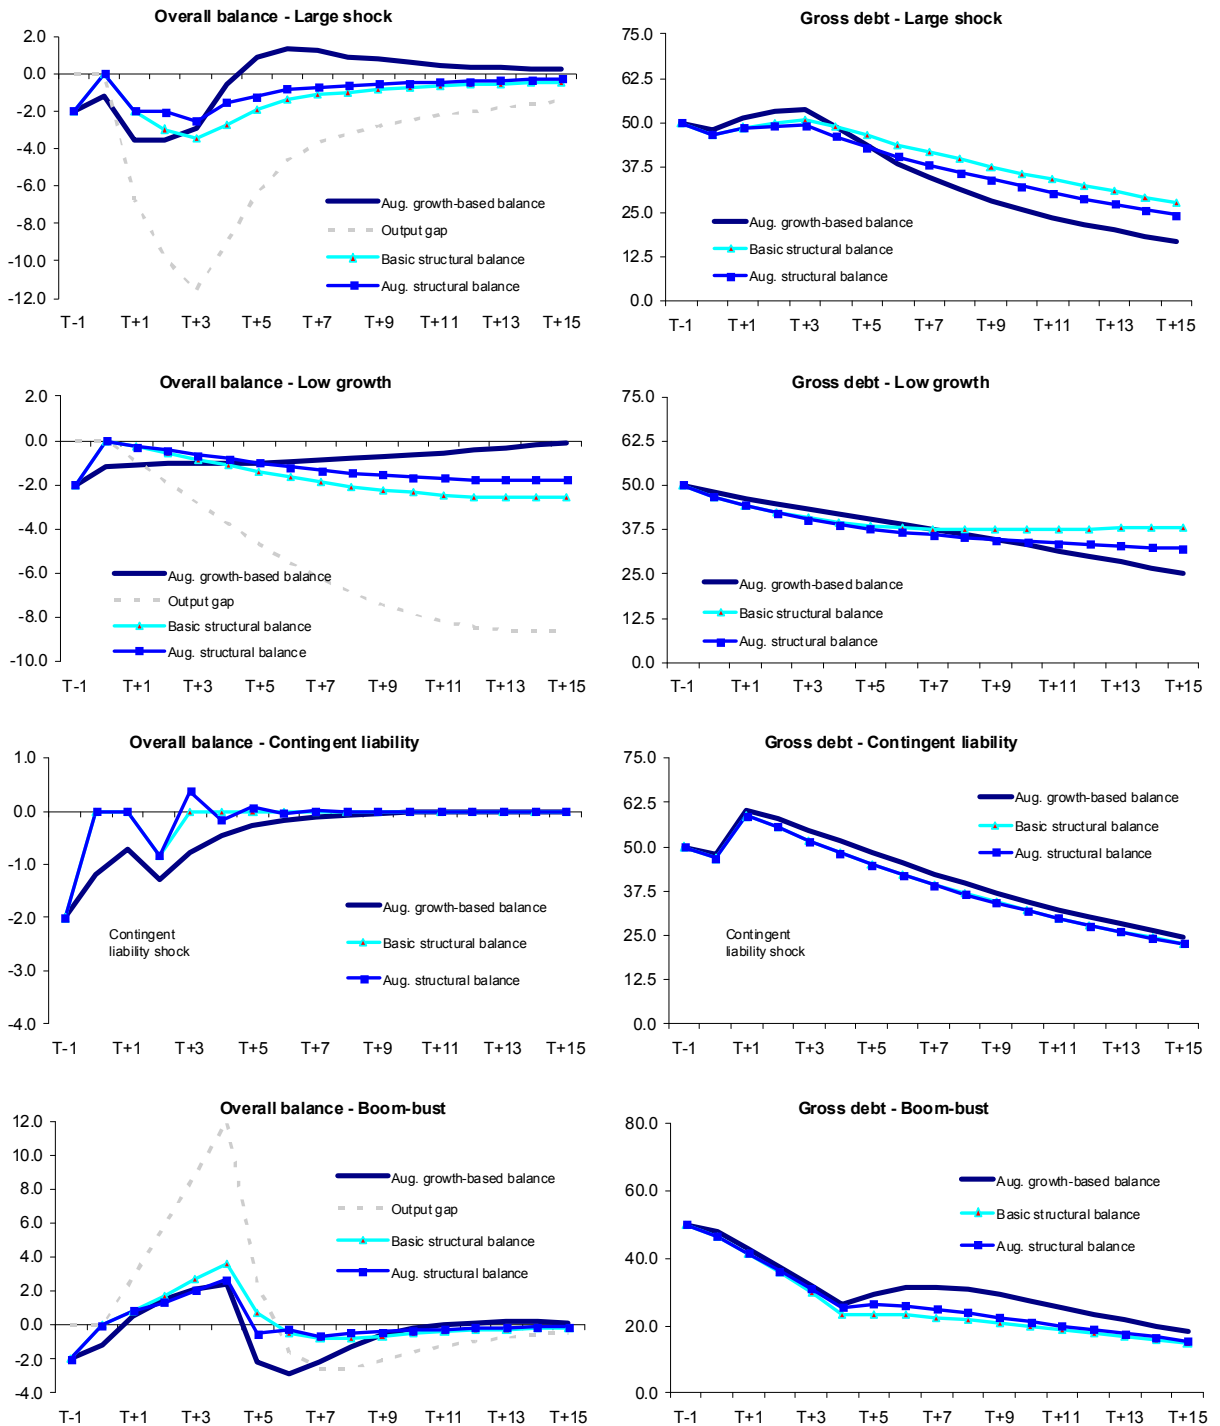 Overall balance - Large shock
2.0
0.0
-2.0
-4.0
-6.0
-8.0
-10.0
-12.0
Aug. growth-based balance
Output gap
Basic structural balance
Aug. structural balance
T-1 T+1 T+3 T+5 T+7 T+9 T+11 T+13 T+15
Gross debt - Large shock
75.0
62.5
50.0
37.5
25.0
12.5
0.0
Aug. growth-based balance
Basic structural balance
Aug. structural balance
T-1 T+1 T+3 T+5 T+7 T+9 T+11 T+13 T+15
Overall balance - Low growth
2.0
0.0
-2.0
-4.0
-6.0
-8.0
-10.0
Aug. growth-based balance
Output gap
Basic structural balance
Aug. structural balance
T-1 T+1 T+3 T+5 T+7 T+9 T+11 T+13 T+15
Gross debt - Low growth
75.0
62.5
50.0
37.5
25.0
12.5
0.0
Aug. growth-based balance
Basic structural balance
Aug. structural balance
T-1 T+1 T+3 T+5 T+7 T+9 T+11 T+13 T+15
Overall balance - Contingent liability
1.0
0.0
-1.0
-2.0
-3.0
-4.0
Contingent
liability shock
Aug. growth-based balance
Basic structural balance
Aug. structural balance
T-1 T+1 T+3 T+5 T+7 T+9 T+11 T+13 T+15
Gross debt - Contingent liability
75.0
62.5
50.0
37.5
25.0
12.5
0.0
Aug. growth-based balance
Basic structural balance
Aug. structural balance
Contingent
liability shock
T-1 T+1 T+3 T+5 T+7 T+9 T+11 T+13 T+15
Overall balance - Boom-bust
12.0
10.0
8.0
6.0
4.0
2.0
0.0
-2.0
-4.0
Aug. growth-based balance
Output gap
Basic structural balance
Aug. structural balance
T-1 T+1 T+3 T+5 T+7 T+9 T+11 T+13 T+15
Gross debt - Boom-bust
80.0
60.0
40.0
20.0
0.0
Aug. growth-based balance
Basic structural balance
Aug. structural balance
T-1 T+1 T+3 T+5 T+7 T+9 T+11 T+13 T+15